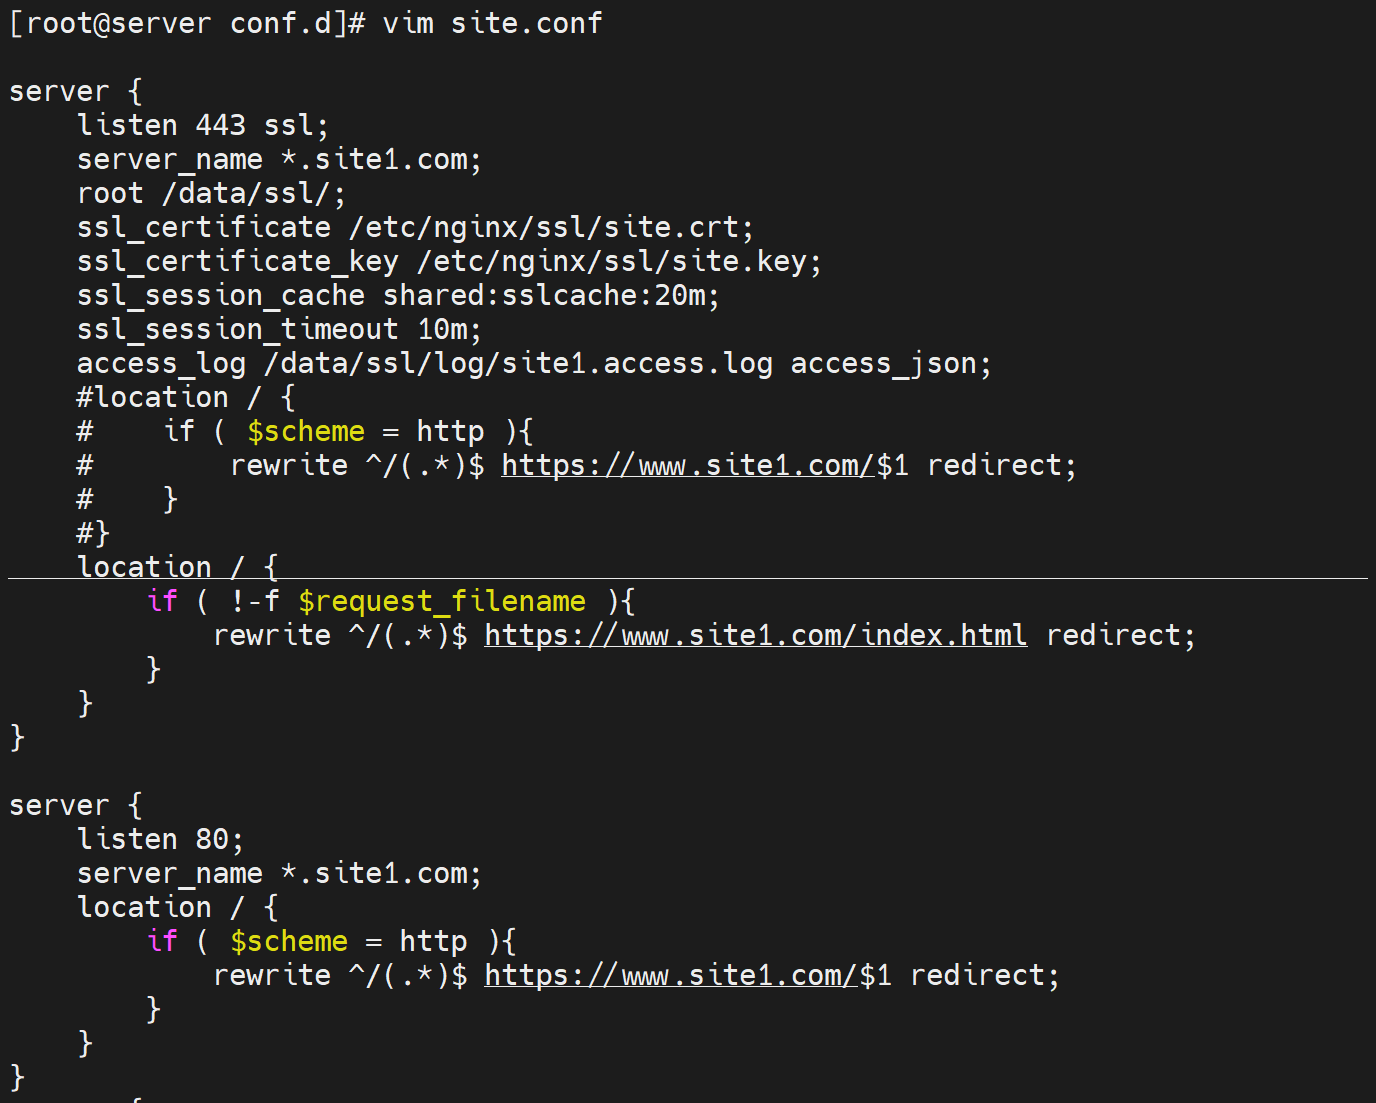 [root@server conf.d]# vim site.conf
server {
    listen 443 ssl;
    server_name *.site1.com;
    root /data/ssl/;
    ssl_certificate /etc/nginx/ssl/site.crt;
    ssl_certificate_key /etc/nginx/ssl/site.key;
    ssl_session_cache shared:sslcache:20m;
    ssl_session_timeout 10m;
    access_log /data/ssl/log/site1.access.log access_json;
    #location / {
    #    if ( $scheme = http ){
    #        rewrite ^/(.*)$ https://www.site1.com/$1 redirect;
    #    }
    #}
    location / {
        if ( !-f $request_filename ){
            rewrite ^/(.*)$ https://www.site1.com/index.html redirect;
        }
    }
}
server {
    listen 80;
    server_name *.site1.com;
    location / {
        if ( $scheme = http ){
            rewrite ^/(.*)$ https://www.site1.com/$1 redirect;
        }
    }
}